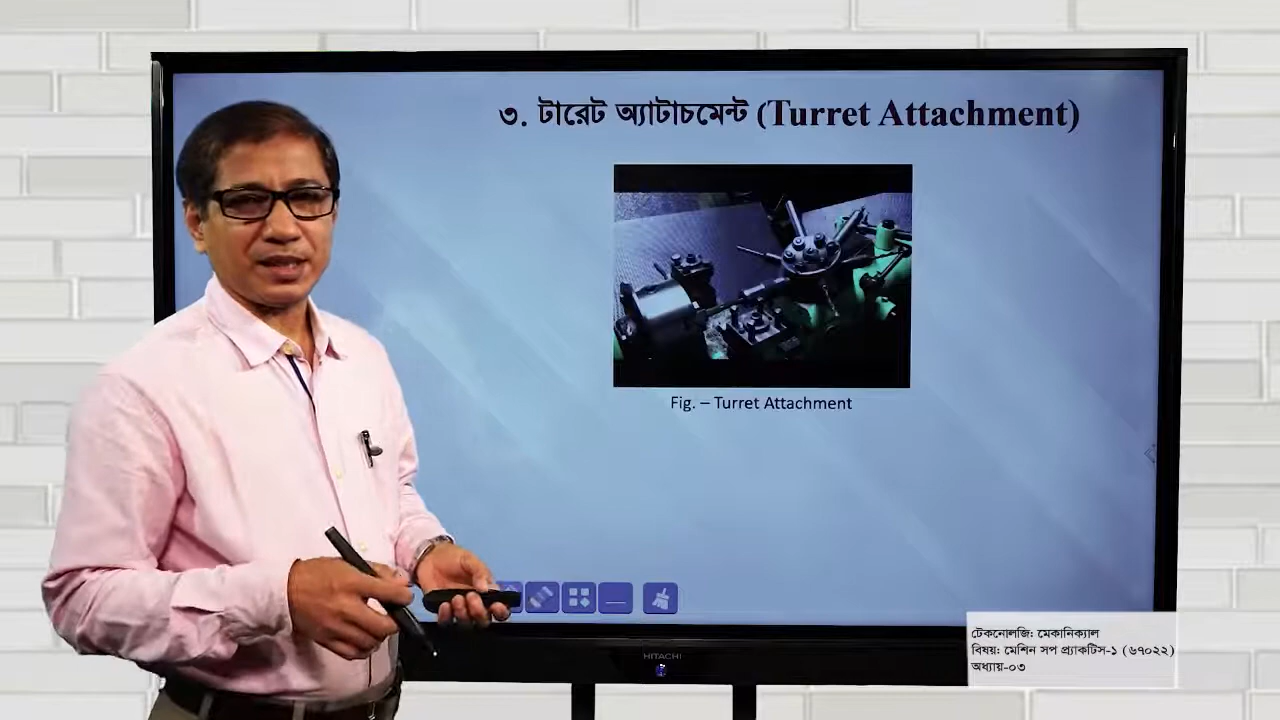 ৩. টারেট অ্যাটাচমেন্ট (Turret Attachment)
Fig. – Turret Attachment
HITACHI
টেকনোলজি: মেকানিক্যাল
বিষয়: মেশিন সপ প্র্যাকটিস-১ (৬৭০২২)
অধ্যায়-০৩